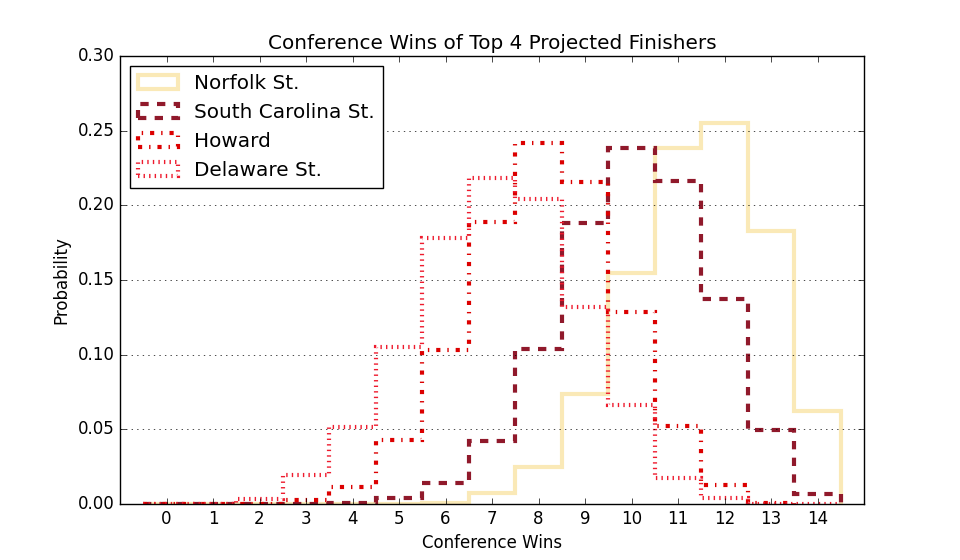 Conference Wins of Top 4 Projected Finishers
0.30
0.25
0.20
0.15
0.10
0.05
0.00
Probability
Norfolk St.
South Carolina St.
Howard
Delaware St.
0 1 2 3 4 5 6 7 8 9 10 11 12 13 14
Conference Wins